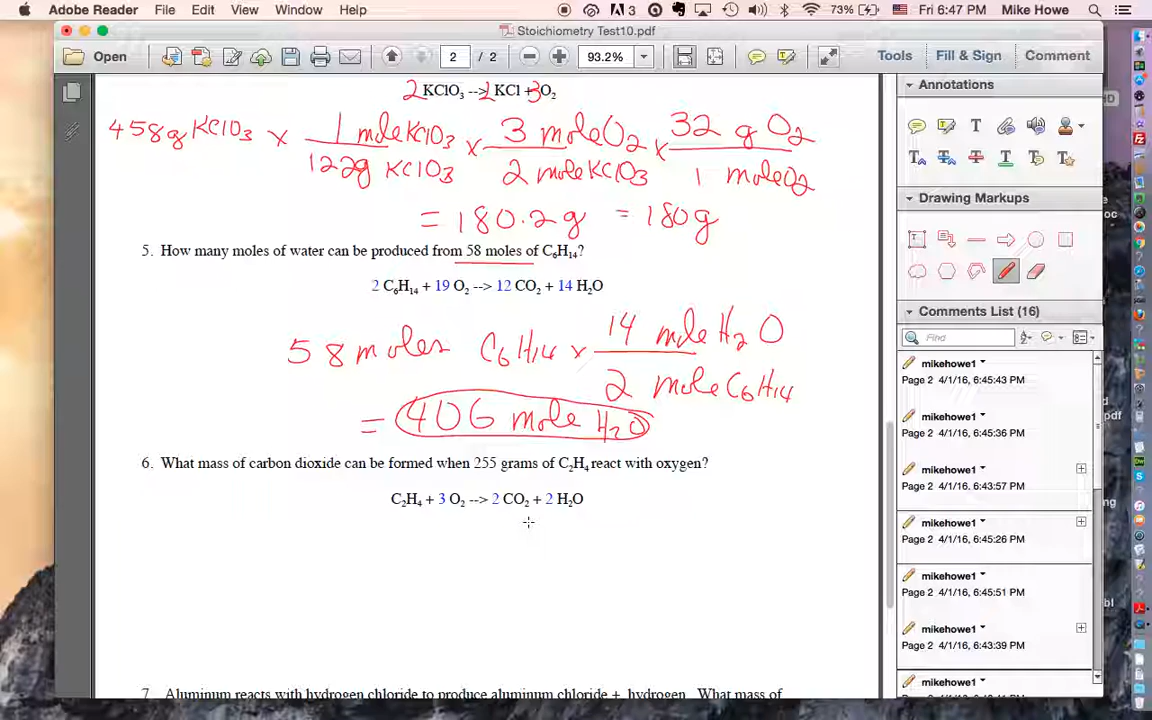 Adobe Reader File Edit View Window Help 3 73% Fri 6:47 PM Mike Howe
Stoichiometry Test10.pdf
Open 2 / 2 93.2% Tools Fill & Sign Comment
Annotations
2 KClO₃ --> 2 KCl + 3 O₂
458g KClO₃ x 1 mole KClO₃ x 3 mole O₂ x 32 g O₂
122g KClO₃ 2 mole KClO₃ 1 mole O₂
= 180.2g = 180g
5. How many moles of water can be produced from 58 moles of C₆H₁₄?
2 C₆H₁₄ + 19 O₂ --> 12 CO₂ + 14 H₂O
58 moles C₆H₁₄ x 14 mole H₂O
2 mole C₆H₁₄
= 406 mole H₂O
6. What mass of carbon dioxide can be formed when 255 grams of C₂H₄ react with oxygen?
C₂H₄ + 3 O₂ --> 2 CO₂ + 2 H₂O
7. Aluminum reacts with hydrogen chloride to produce aluminum chloride + hydrogen. What mass of
Drawing Markups
Comments List (16)
Find
mikehowe1
Page 2 4/1/16, 6:45:43 PM
mikehowe1
Page 2 4/1/16, 6:45:36 PM
mikehowe1
Page 2 4/1/16, 6:43:57 PM
mikehowe1
Page 2 4/1/16, 6:45:26 PM
mikehowe1
Page 2 4/1/16, 6:45:51 PM
mikehowe1
Page 2 4/1/16, 6:43:39 PM
mikehowe1